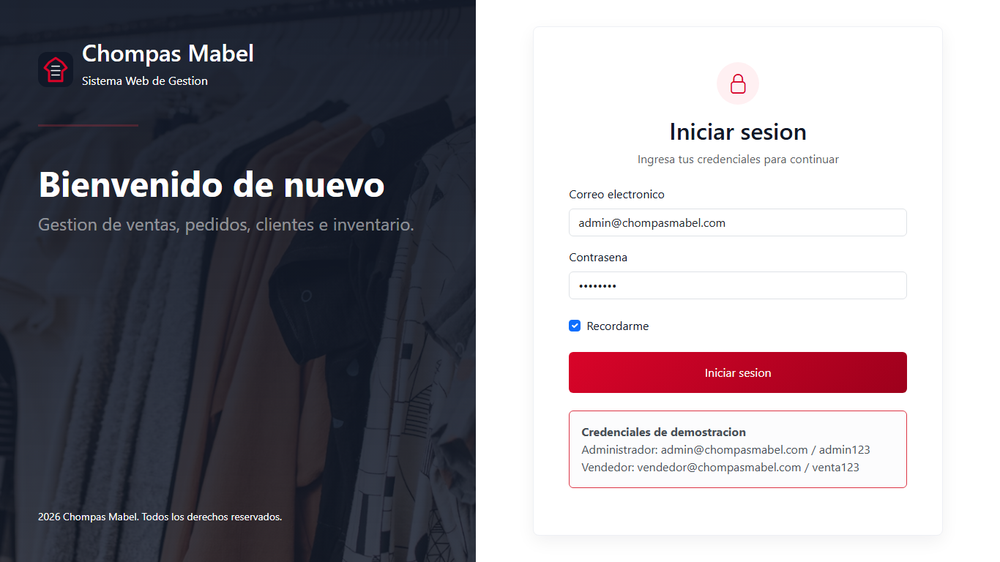 Chompas Mabel
Sistema Web de Gestion
Bienvenido de nuevo
Gestion de ventas, pedidos, clientes e inventario.
2026 Chompas Mabel. Todos los derechos reservados.
Iniciar sesion
Ingresa tus credenciales para continuar
Correo electronico
admin@chompasmabel.com
Contrasena
••••••••
Recordarme
Iniciar sesion
Credenciales de demostracion
Administrador: admin@chompasmabel.com / admin123
Vendedor: vendedor@chompasmabel.com / venta123